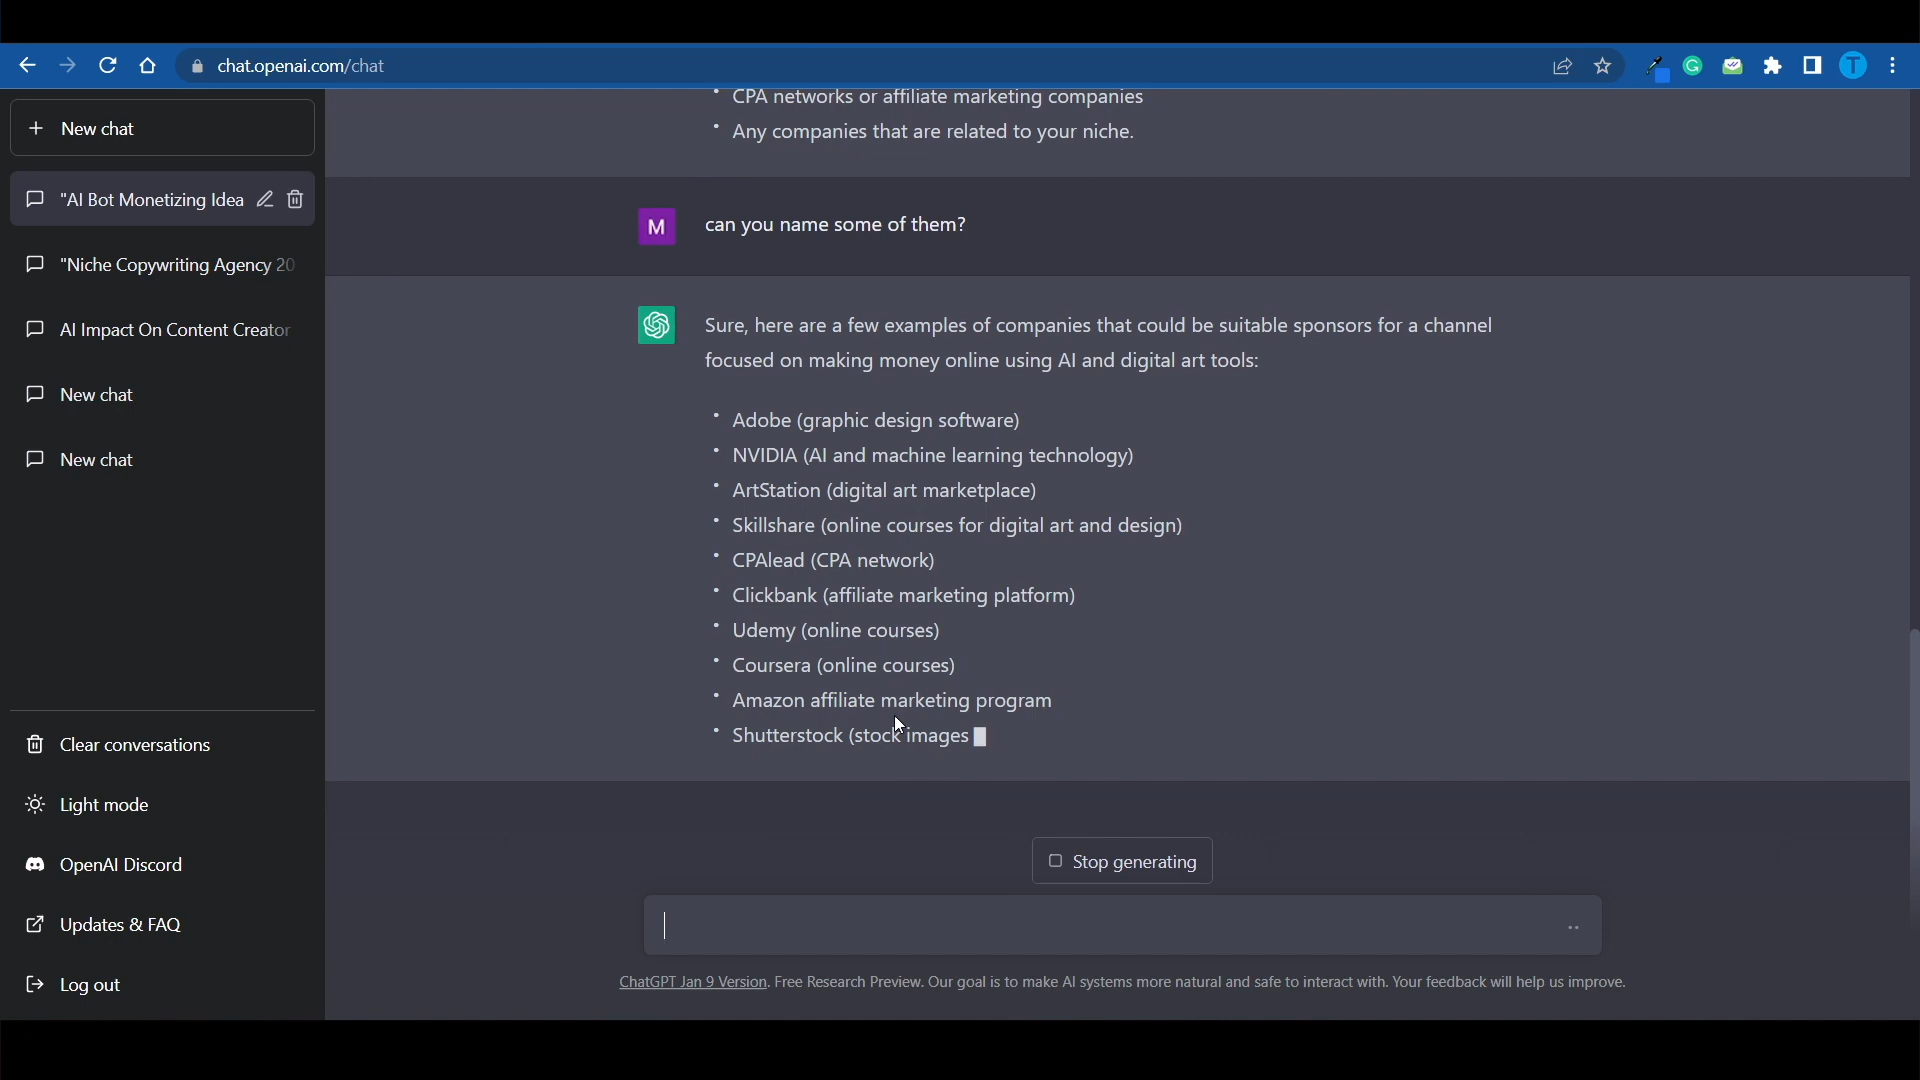 chat.openai.com/chat
T
New chat
"AI Bot Monetizing Idea
"Niche Copywriting Agency 20
AI Impact On Content Creator
New chat
New chat
Clear conversations
Light mode
OpenAI Discord
Updates & FAQ
Log out
• CPA networks or affiliate marketing companies
• Any companies that are related to your niche.
M
can you name some of them?
Sure, here are a few examples of companies that could be suitable sponsors for a channel
focused on making money online using AI and digital art tools:
• Adobe (graphic design software)
• NVIDIA (AI and machine learning technology)
• ArtStation (digital art marketplace)
• Skillshare (online courses for digital art and design)
• CPAlead (CPA network)
• Clickbank (affiliate marketing platform)
• Udemy (online courses)
• Coursera (online courses)
• Amazon affiliate marketing program
• Shutterstock (stock images
Stop generating
ChatGPT Jan 9 Version. Free Research Preview. Our goal is to make AI systems more natural and safe to interact with. Your feedback will help us improve.